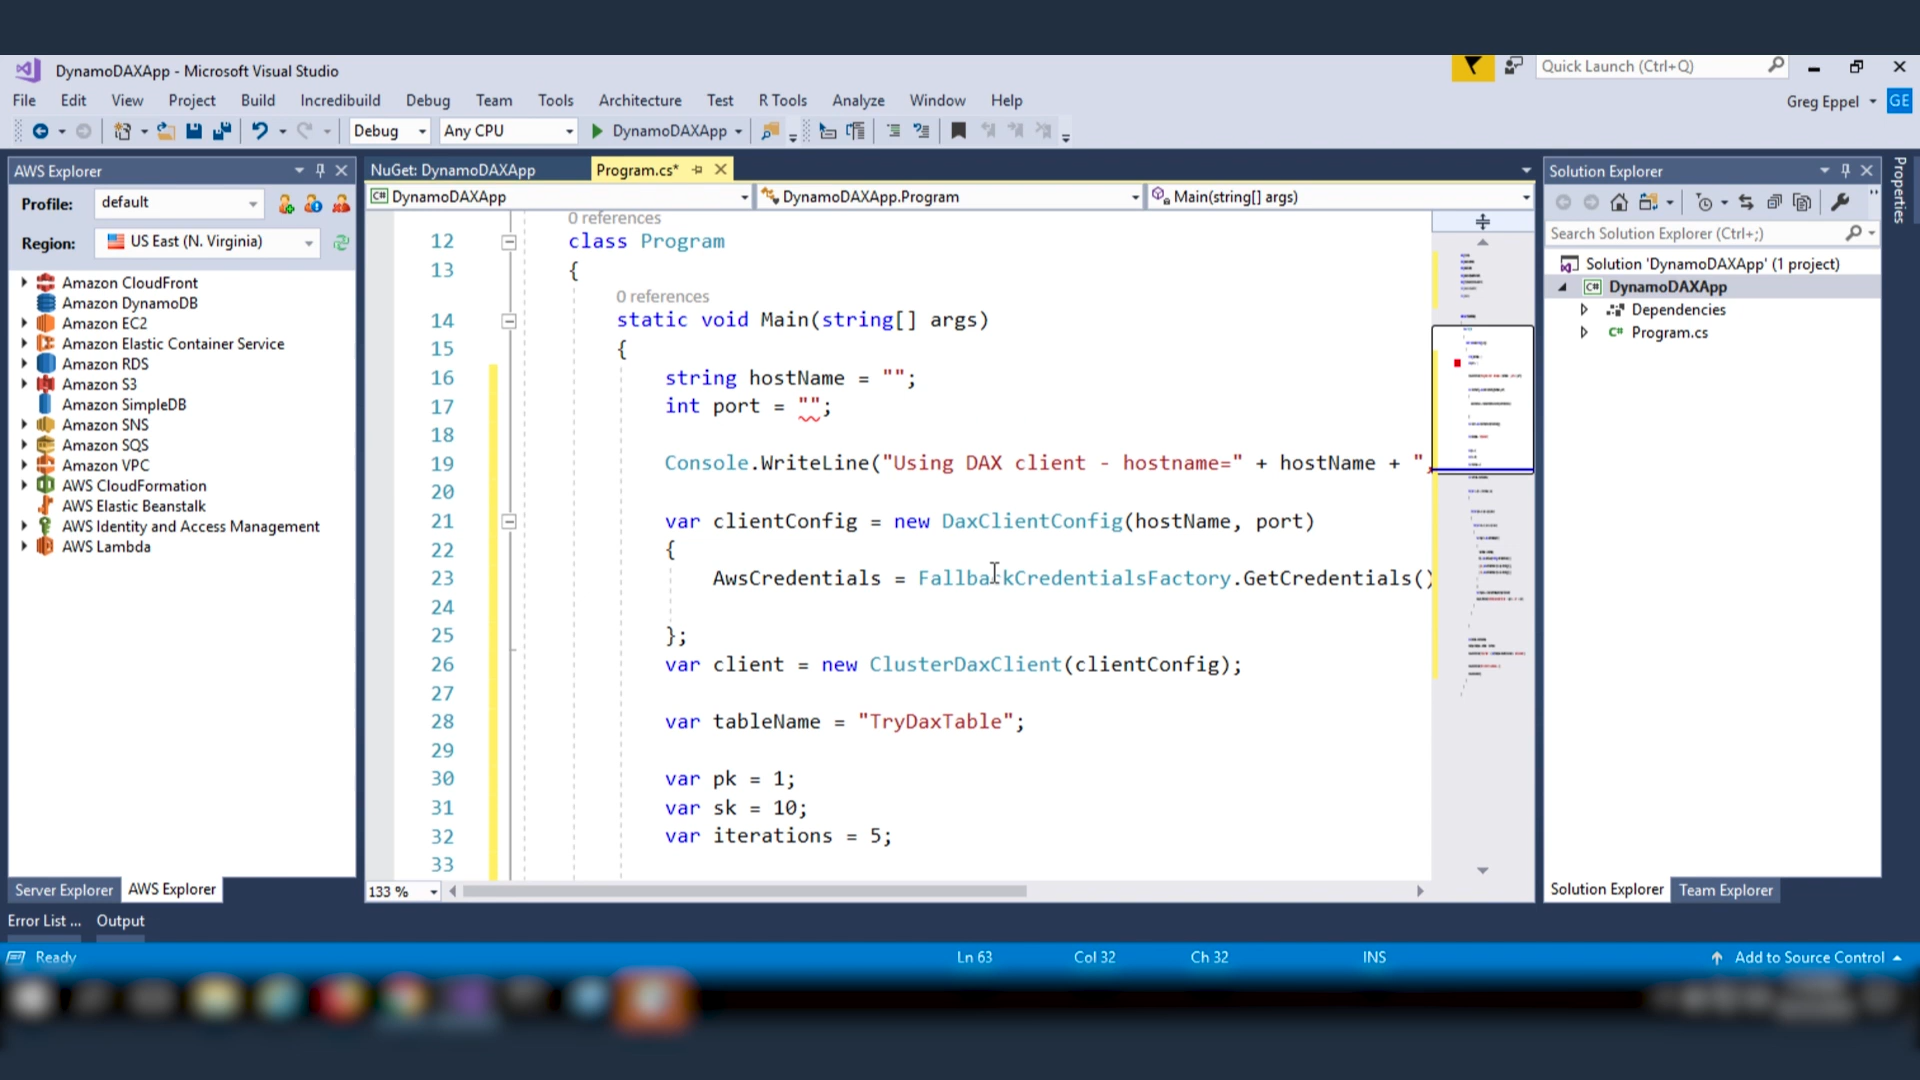 DynamoDAXApp - Microsoft Visual Studio
Quick Launch (Ctrl+Q)
File Edit View Project Build Incredibuild Debug Team Tools Architecture Test R Tools Analyze Window Help
Greg Eppel GE
Debug Any CPU DynamoDAXApp
AWS Explorer
Profile: default
Region: US East (N. Virginia)
Amazon CloudFront
Amazon DynamoDB
Amazon EC2
Amazon Elastic Container Service
Amazon RDS
Amazon S3
Amazon SimpleDB
Amazon SNS
Amazon SQS
Amazon VPC
AWS CloudFormation
AWS Elastic Beanstalk
AWS Identity and Access Management
AWS Lambda
Server Explorer AWS Explorer
NuGet: DynamoDAXApp Program.cs*
C# DynamoDAXApp DynamoDAXApp.Program Main(string[] args)
0 references
12 class Program
13 {
0 references
14 static void Main(string[] args)
15 {
16 string hostName = "";
17 int port = "";
18
19 Console.WriteLine("Using DAX client - hostname=" + hostName + ",
20
21 var clientConfig = new DaxClientConfig(hostName, port)
22 {
23 AwsCredentials = FallbackCredentialsFactory.GetCredentials()
24
25 };
26 var client = new ClusterDaxClient(clientConfig);
27
28 var tableName = "TryDaxTable";
29
30 var pk = 1;
31 var sk = 10;
32 var iterations = 5;
33
133 %
Solution Explorer
Search Solution Explorer (Ctrl+;)
Solution 'DynamoDAXApp' (1 project)
C# DynamoDAXApp
Dependencies
C# Program.cs
Solution Explorer Team Explorer
Properties
Error List ... Output
Ready Ln 63 Col 32 Ch 32 INS Add to Source Control